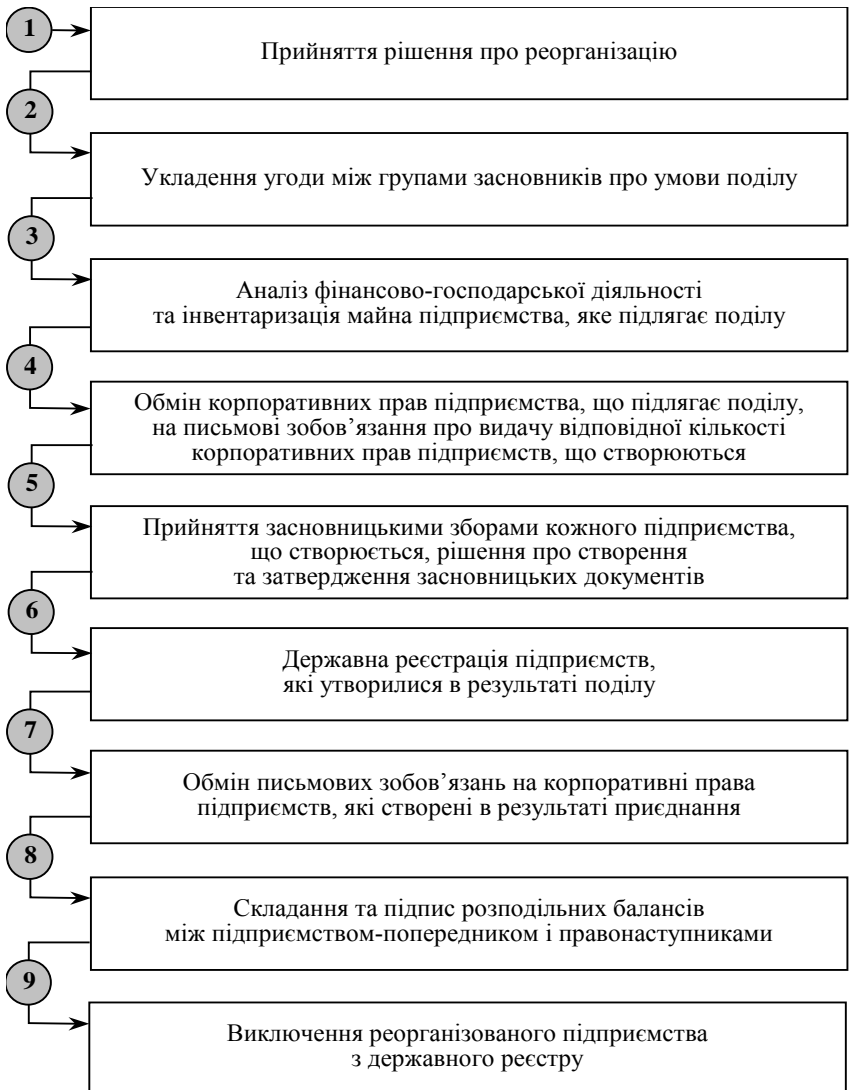 1
Прийняття рішення про реорганізацію
2
Укладення угоди між групами засновників про умови поділу
3
Аналіз фінансово-господарської діяльності
та інвентаризація майна підприємства, яке підлягає поділу
4
Обмін корпоративних прав підприємства, що підлягає поділу,
на письмові зобов’язання про видачу відповідної кількості
корпоративних прав підприємств, що створюються
5
Прийняття засновницькими зборами кожного підприємства,
що створюється, рішення про створення
та затвердження засновницьких документів
6
Державна реєстрація підприємств,
які утворилися в результаті поділу
7
Обмін письмових зобов’язань на корпоративні права
підприємств, які створені в результаті приєднання
8
Складання та підпис розподільних балансів
між підприємством-попередником і правонаступниками
9
Виключення реорганізованого підприємства
з державного реєстру